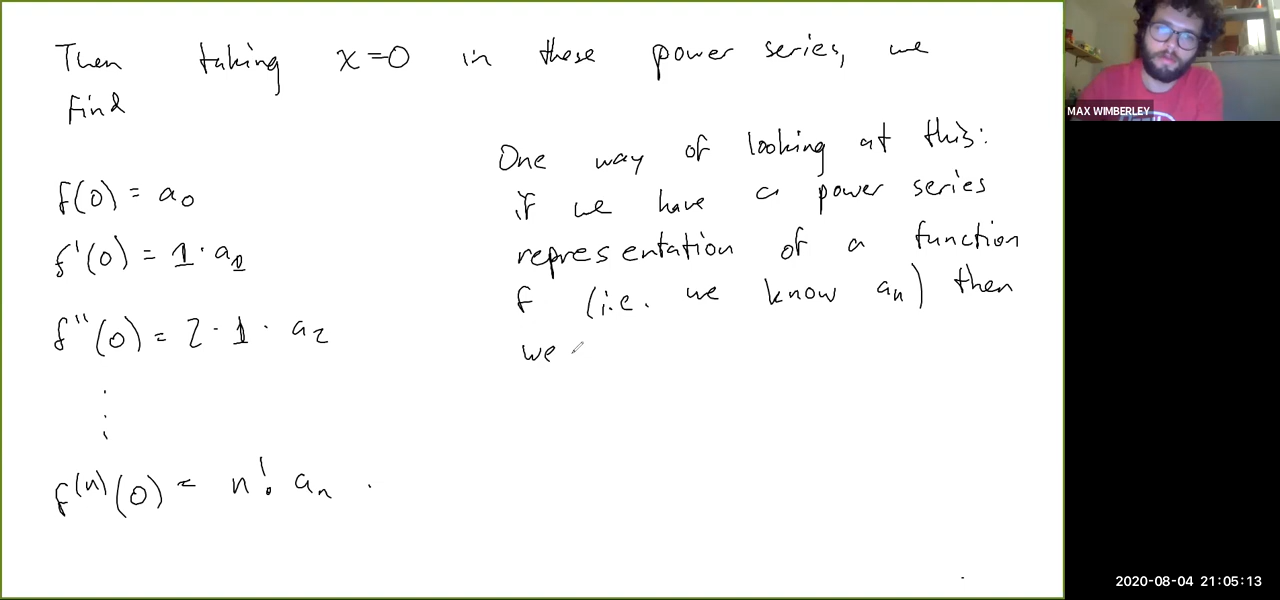 Then taking x=0 in these power series, we
find
f(0) = a₀
f'(0) = 1 · a₁
f''(0) = 2 · 1 · a₂
⋮
f⁽ⁿ⁾(0) = n! aₙ .
One way of looking at this:
if we have a power series
representation of a function
f (i.e. we know aₙ) then
we
MAX WIMBERLEY
2020-08-04 21:05:13